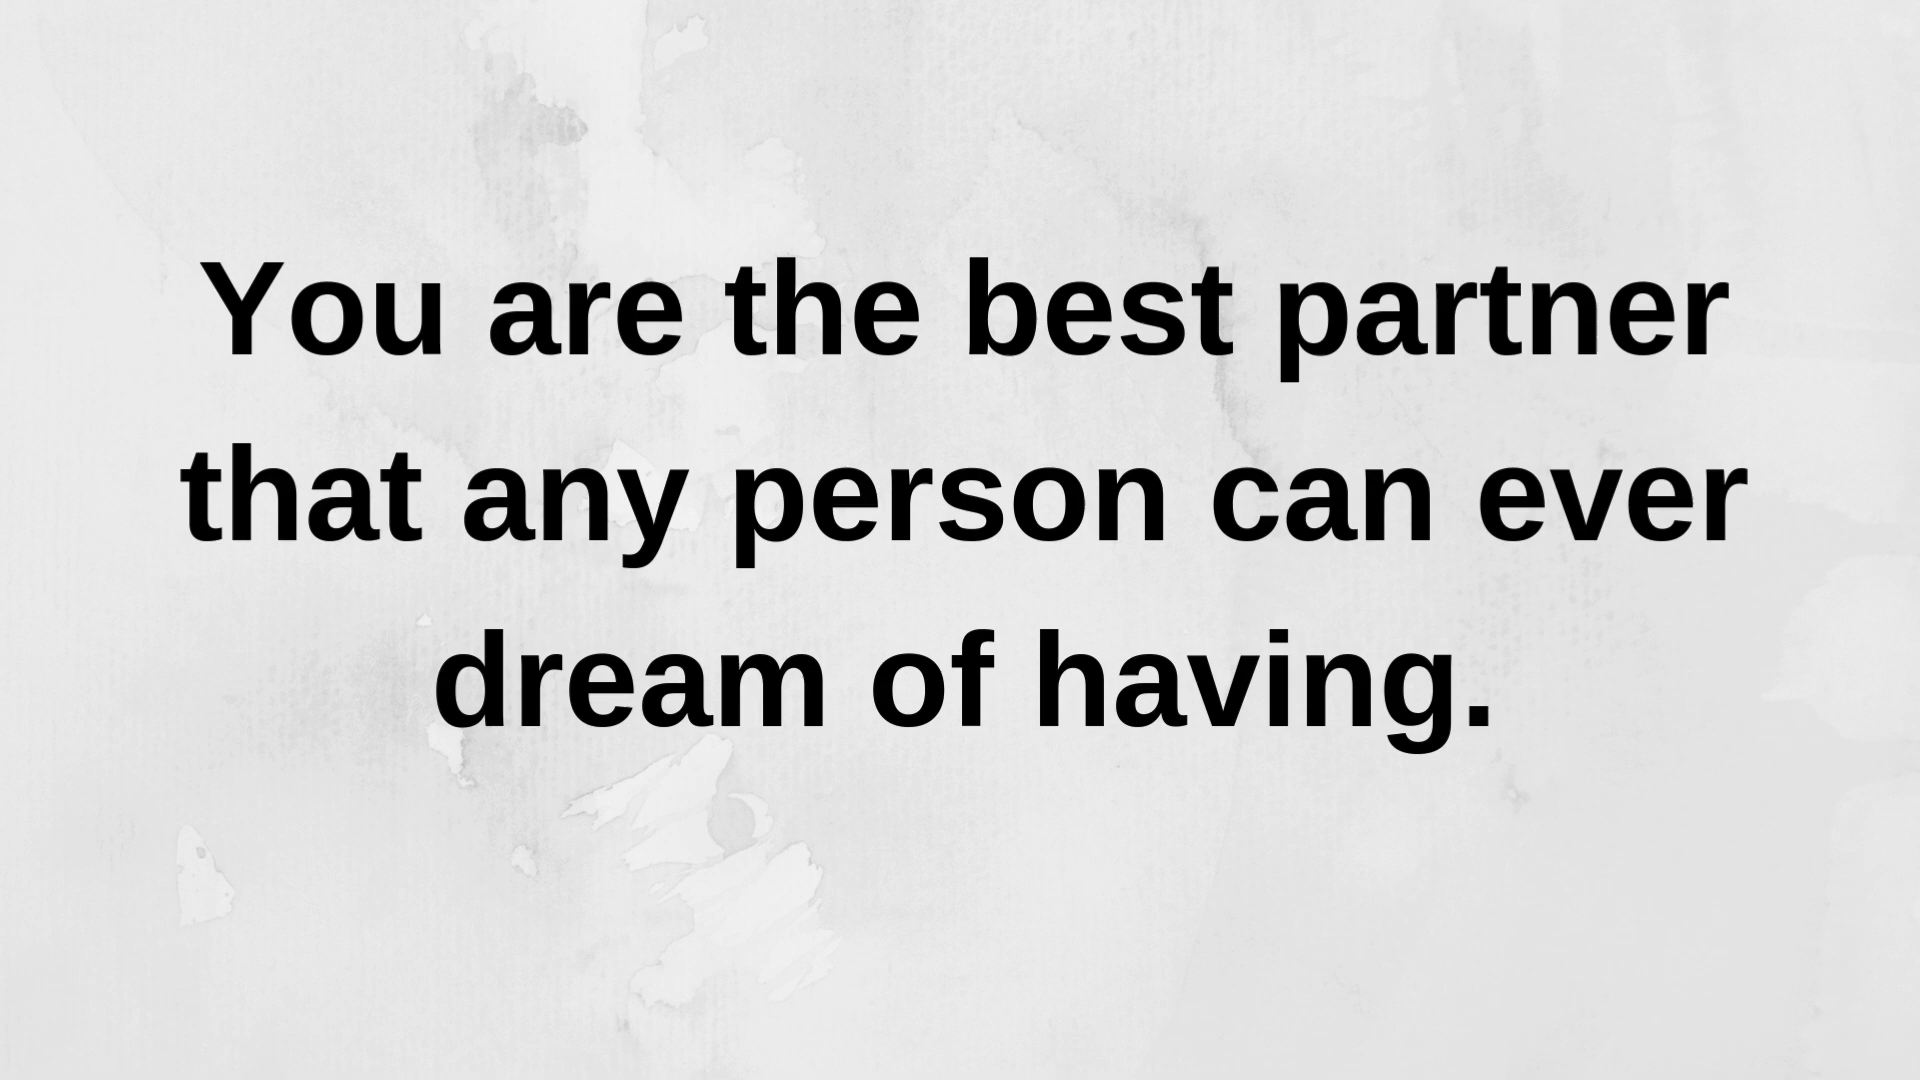 You are the best partner
that any person can ever
dream of having.